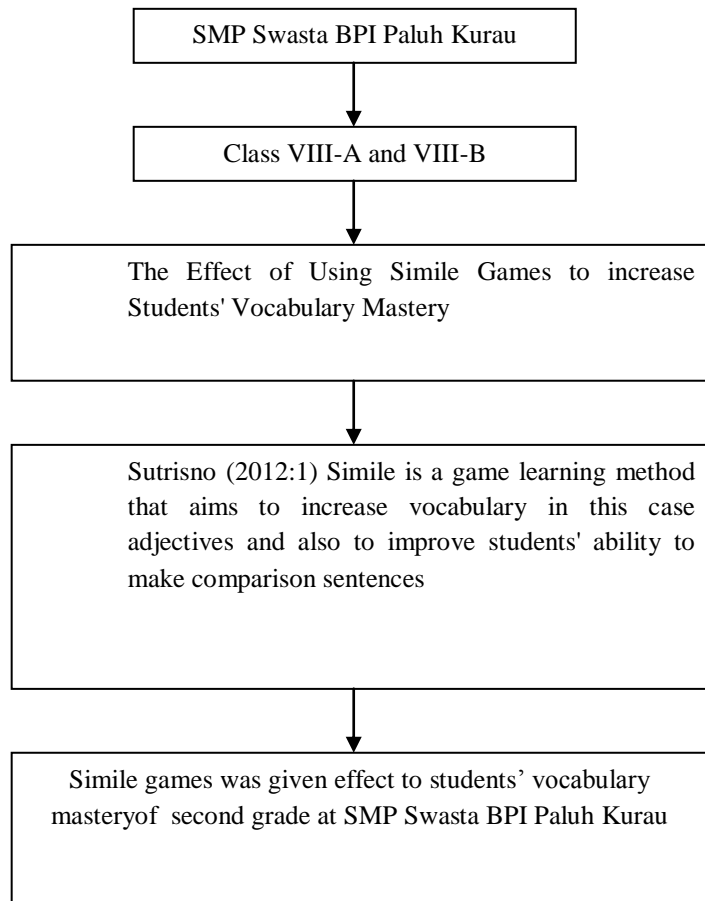 SMP Swasta BPI Paluh Kurau
Class VIII-A and VIII-B
The Effect of Using Simile Games to increase
Students' Vocabulary Mastery
Sutrisno (2012:1) Simile is a game learning method
that aims to increase vocabulary in this case
adjectives and also to improve students' ability to
make comparison sentences
Simile games was given effect to students’ vocabulary
masteryof second grade at SMP Swasta BPI Paluh Kurau